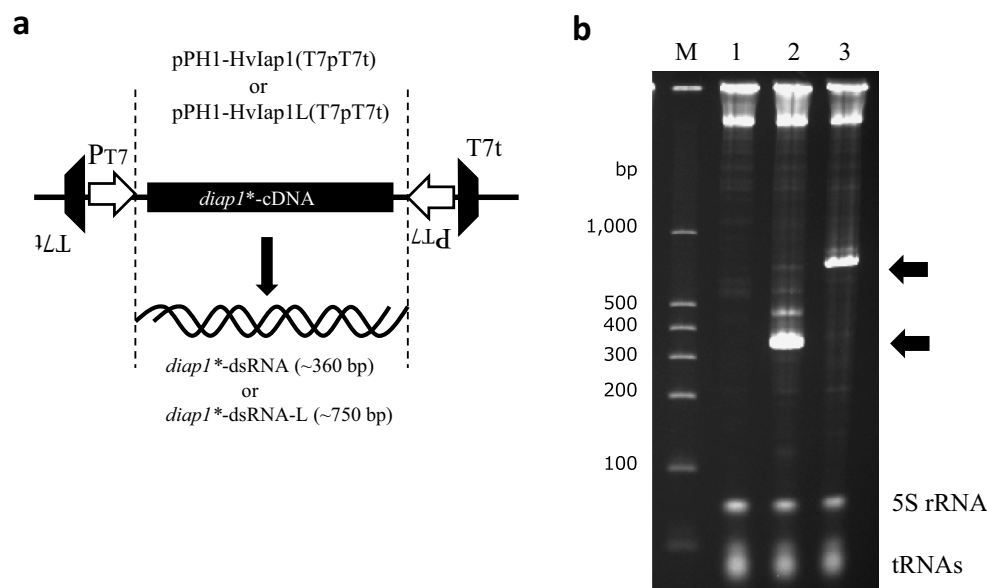 a
pPH1-HvIap1(T7pT7t)
or
pPH1-HvIap1L(T7pT7t)
PT7
T7t
diap1*-cDNA
T7t
PT7
diap1*-dsRNA (~360 bp)
or
diap1*-dsRNA-L (~750 bp)
b
M 1 2 3
bp
1,000
500
400
300
200
100
5S rRNA
tRNAs